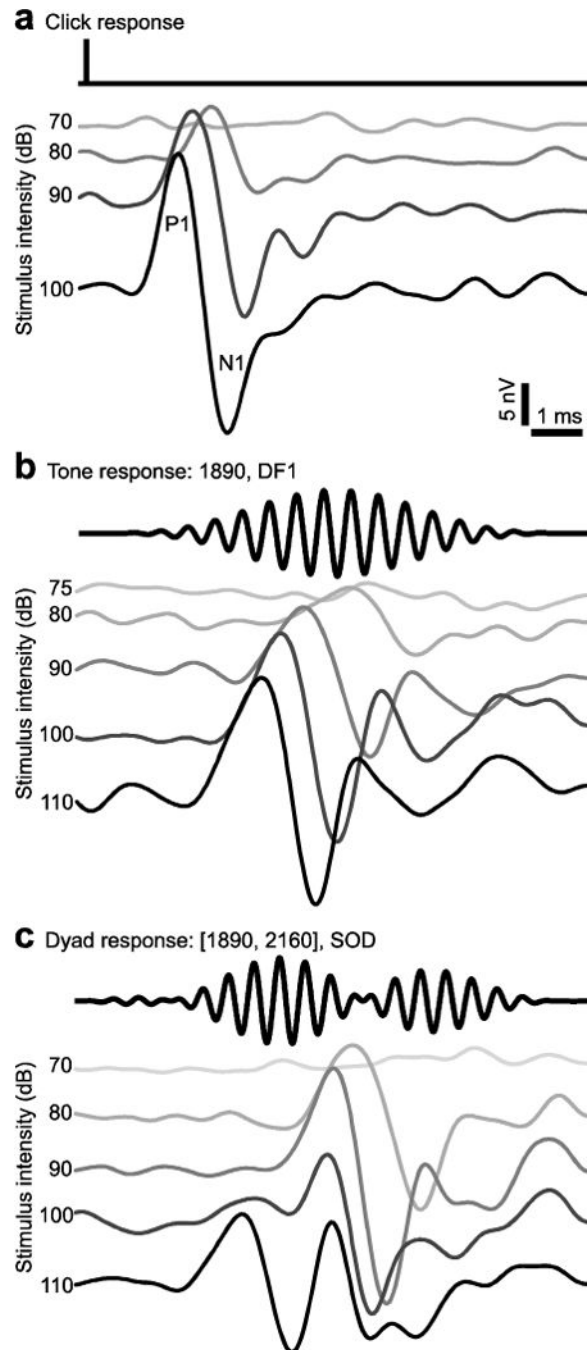 a Click response
Stimulus intensity (dB)
70
80
90
100
P1
N1
5 nV
1 ms
b Tone response: 1890, DF1
Stimulus intensity (dB)
75
80
90
100
110
c Dyad response: [1890, 2160], SOD
Stimulus intensity (dB)
70
80
90
100
110